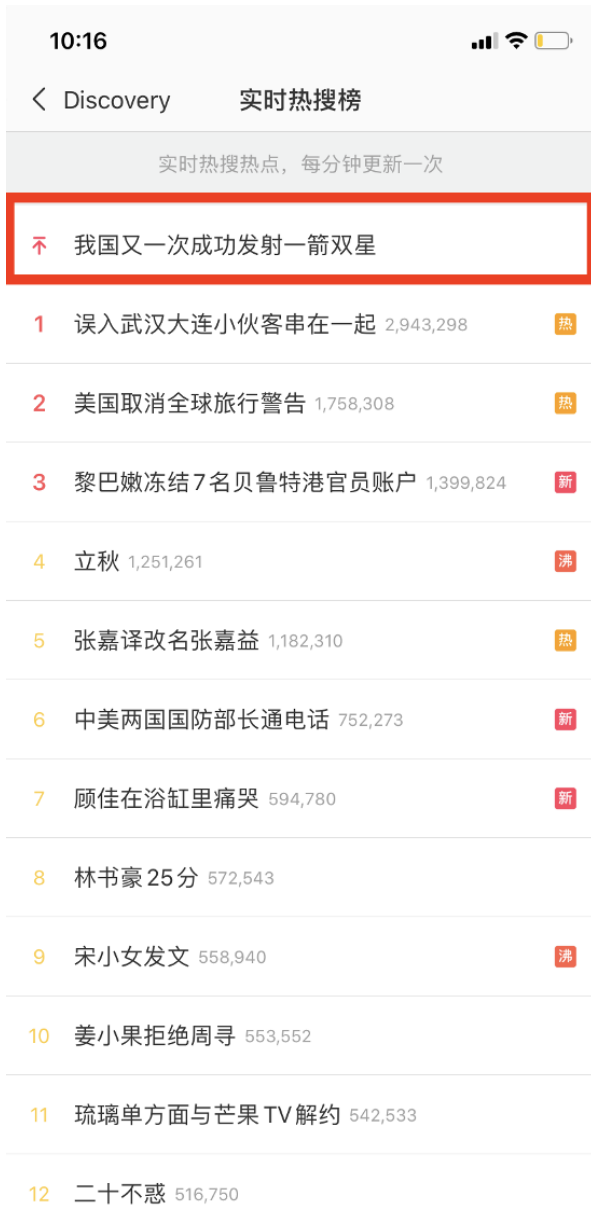 10:16
Discovery 实时热搜榜
实时热搜热点，每分钟更新一次
我国又一次成功发射一箭双星
1 误入武汉大连小伙客串在一起 2,943,298 热
2 美国取消全球旅行警告 1,758,308 热
3 黎巴嫩冻结7名贝鲁特港官员账户 1,399,824 新
4 立秋 1,251,261 沸
5 张嘉译改名张嘉益 1,182,310 热
6 中美两国国防部长通电话 752,273 新
7 顾佳在浴缸里痛哭 594,780 新
8 林书豪25分 572,543
9 宋小女发文 558,940 沸
10 姜小果拒绝周寻 553,552
11 琉璃单方面与芒果TV解约 542,533
12 二十不惑 516,750